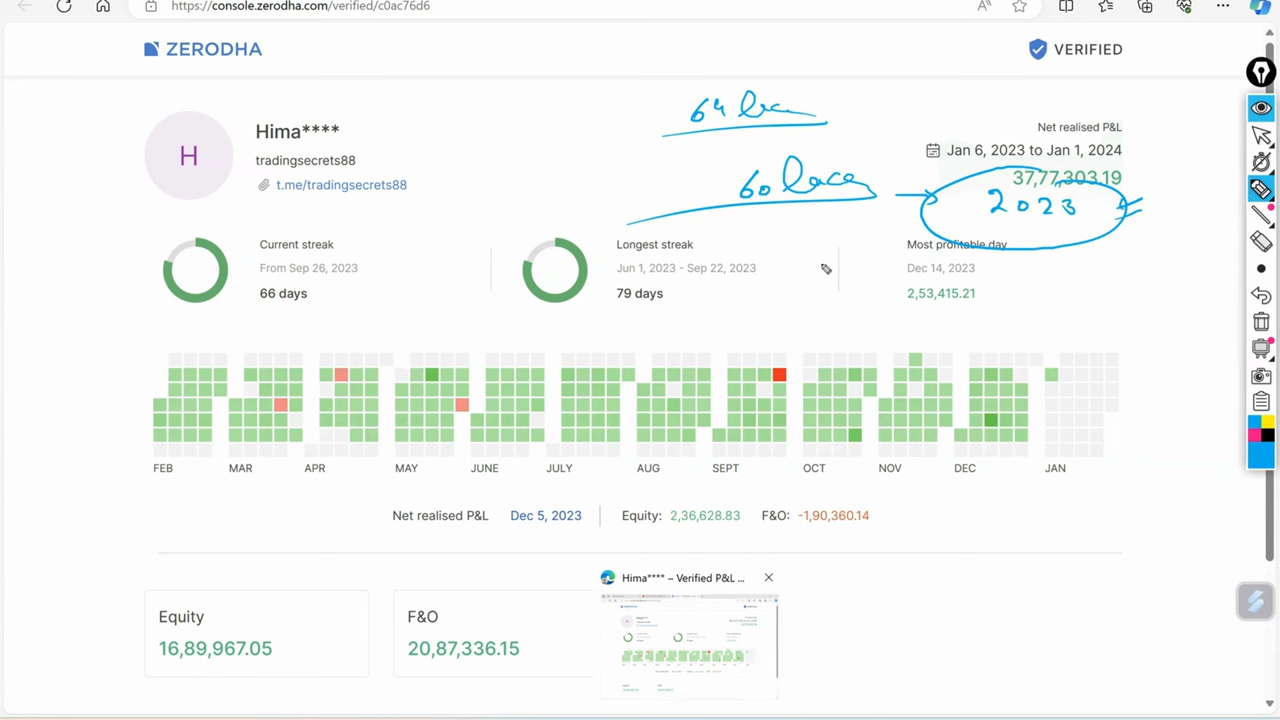 https://console.zerodha.com/verified/c0ac76d6
ZERODHA
VERIFIED
64 lac
H
Hima****
tradingsecrets88
t.me/tradingsecrets88
60 laces
Net realised P&L
Jan 6, 2023 to Jan 1, 2024
37,77,303.19
2023
Current streak
From Sep 26, 2023
66 days
Longest streak
Jun 1, 2023 - Sep 22, 2023
79 days
Most profitable day
Dec 14, 2023
2,53,415.21
FEB MAR APR MAY JUNE JULY AUG SEPT OCT NOV DEC JAN
Net realised P&L Dec 5, 2023 Equity: 2,36,628.83 F&O: -1,90,360.14
Hima**** – Verified P&L ...
Equity
16,89,967.05
F&O
20,87,336.15